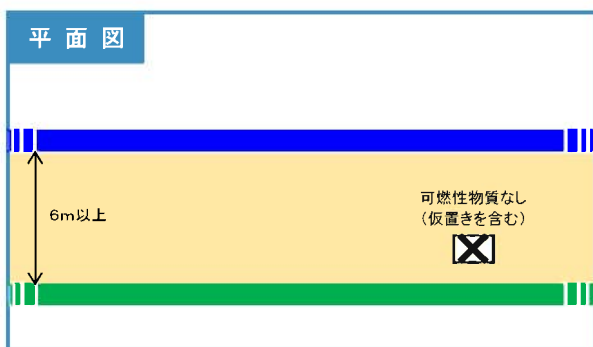 平面図
6m以上
可燃性物質なし
（仮置きを含む）